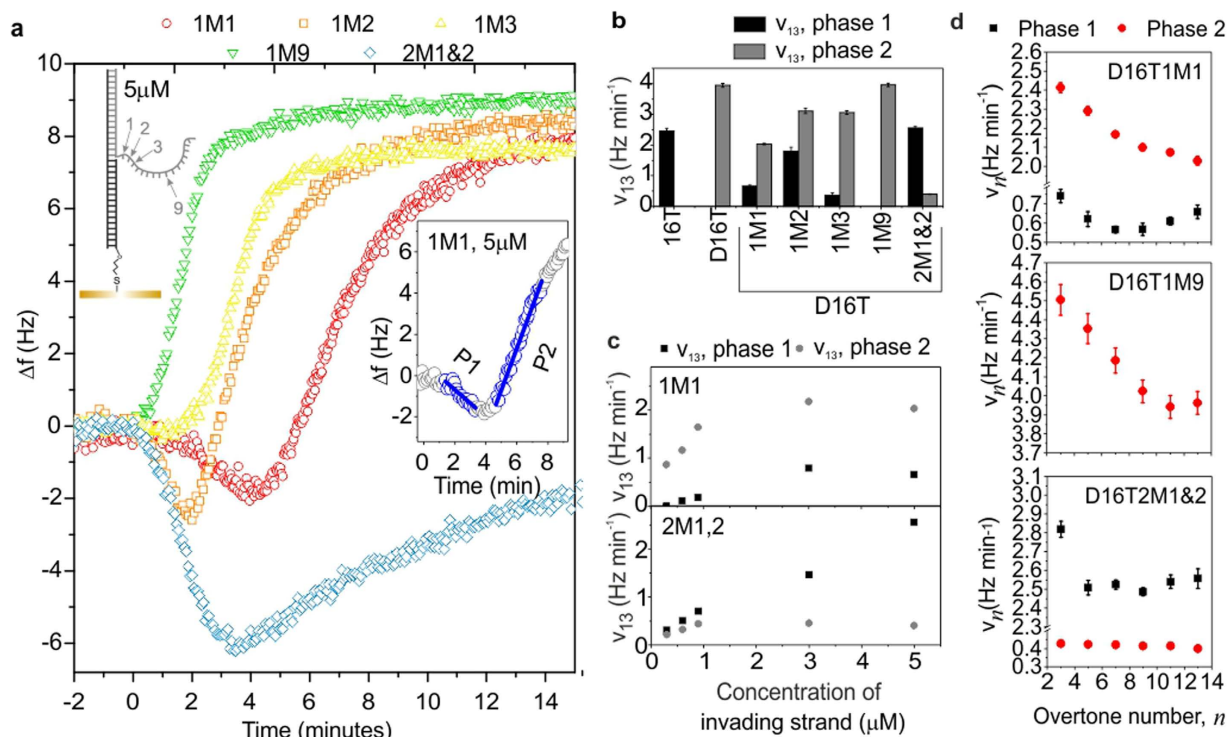 a
1M1 1M2 1M3
1M9 2M1&2
5μM
1
2
3
9
s
Δf (Hz)
10
8
6
4
2
0
-2
-4
-6
-2 0 2 4 6 8 10 12 14
Time (minutes)
1M1, 5μM
P1
P2
Δf (Hz)
6
4
2
0
-2
0 2 4 6 8
Time (min)
b
v13, phase 1
v13, phase 2
v13 (Hz min-1)
4
3
2
1
0
16T
D16T
1M1
1M2
1M3
1M9
2M1&2
D16T
c
v13, phase 1 v13, phase 2
1M1
v13 (Hz min-1)
2
1
0
2M1,2
v13 (Hz min-1)
2
1
0
0 1 2 3 4 5
Concentration of
invading strand (μM)
d
Phase 1 Phase 2
D16T1M1
vn(Hz min-1)
2.6
2.5
2.4
2.3
2.2
2.1
2.0
0.7
0.6
0.5
D16T1M9
vn(Hz min-1)
4.7
4.6
4.5
4.4
4.3
4.2
4.1
4.0
3.9
3.8
3.7
D16T2M1&2
vn(Hz min-1)
3.1
3.0
2.9
2.8
2.7
2.6
2.5
2.4
2.3
0.4
0.3
2 4 6 8 10 12 14
Overtone number, n